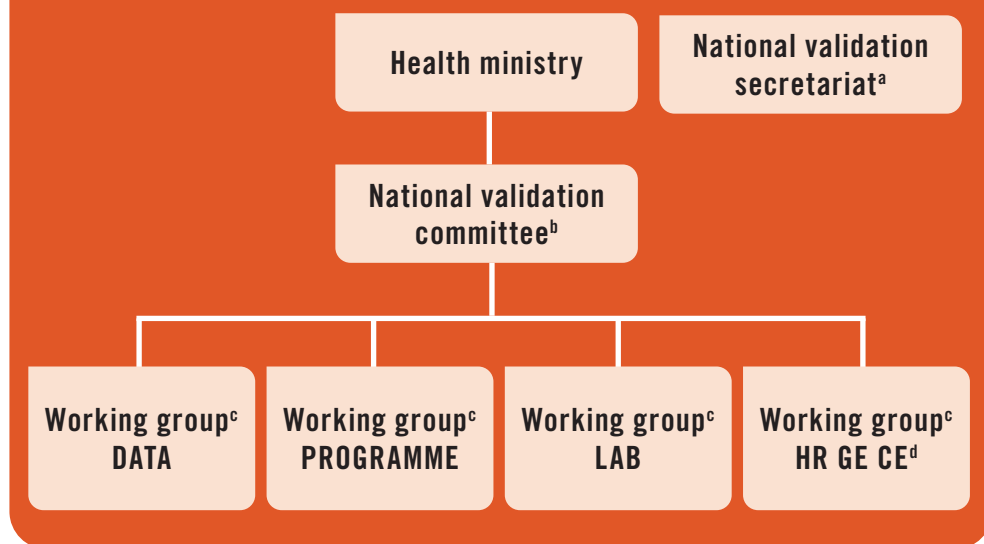 Health ministry
National validation
secretariatᵃ
National validation
committeeᵇ
Working groupᶜ
DATA
Working groupᶜ
PROGRAMME
Working groupᶜ
LAB
Working groupᶜ
HR GE CEᵈ